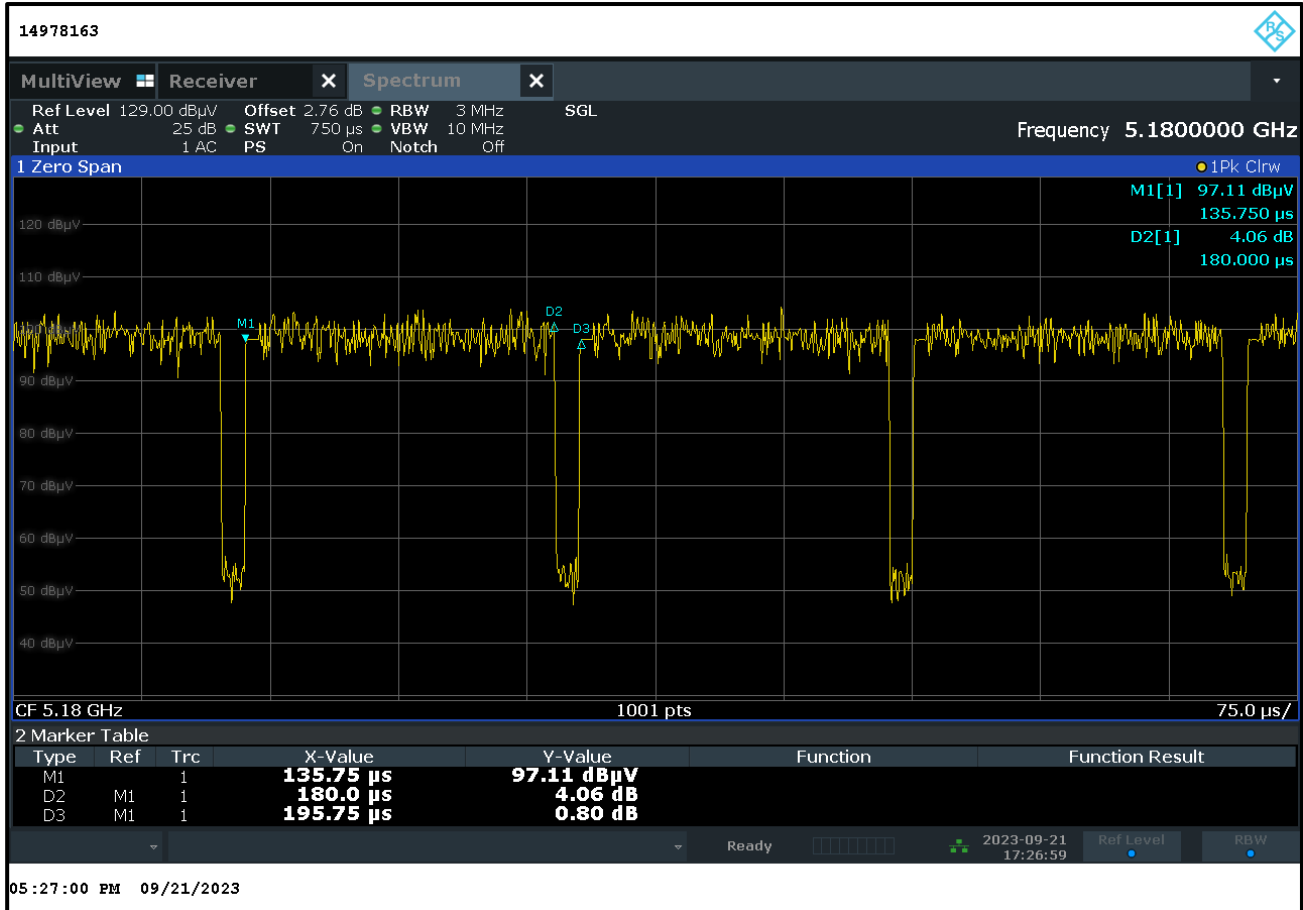 14978163
R&S
MultiView Receiver X Spectrum X
Ref Level 129.00 dBµV Offset 2.76 dB RBW 3 MHz SGL
Att 25 dB SWT 750 µs VBW 10 MHz
Input 1 AC PS On Notch Off
Frequency 5.1800000 GHz
1 Zero Span 1Pk Clrw
M1[1] 97.11 dBµV
135.750 µs
D2[1] 4.06 dB
180.000 µs
120 dBµV
110 dBµV
100 dBµV
90 dBµV
80 dBµV
70 dBµV
60 dBµV
50 dBµV
40 dBµV
M1
D2
D3
CF 5.18 GHz 1001 pts 75.0 µs/
2 Marker Table
Type Ref Trc X-Value Y-Value Function Function Result
M1 1 135.75 µs 97.11 dBµV
D2 M1 1 180.0 µs 4.06 dB
D3 M1 1 195.75 µs 0.80 dB
Ready 2023-09-21 Ref Level RBW
17:26:59
05:27:00 PM 09/21/2023